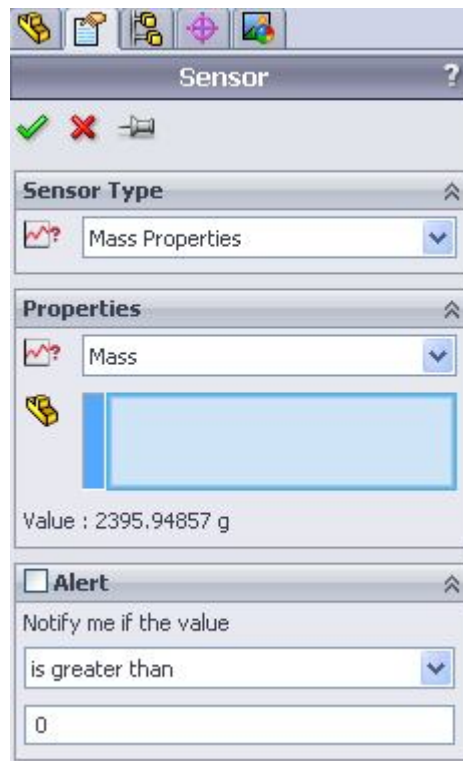 Sensor ?
Sensor Type
Mass Properties
Properties
Mass
Value : 2395.94857 g
Alert
Notify me if the value
is greater than
0